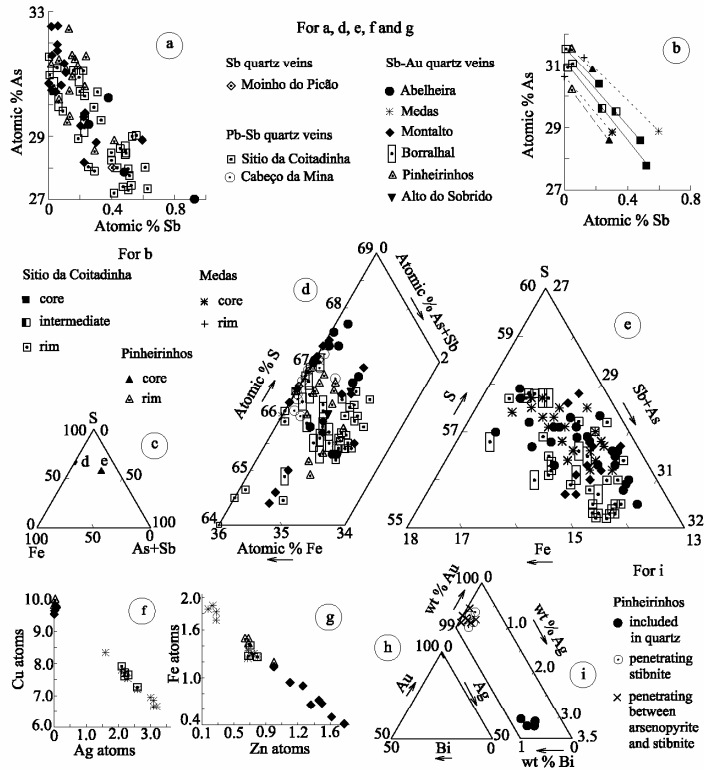 For a, d, e, f and g
a
33
31
29
27
Atomic % As
0 0.4 0.8
Atomic % Sb
Sb quartz veins
Moinho do Picão
Pb-Sb quartz veins
Sitio da Coitadinha
Cabeço da Mina
Sb-Au quartz veins
Abelheira
Medas
Montalto
Borralhal
Pinheirinhos
Alto do Sobrido
b
31
29
27
Atomic % As
0 0.2 0.4 0.6 0.8
Atomic % Sb
For b
Sitio da Coitadinha
core
intermediate
rim
Medas
core
rim
Pinheirinhos
core
rim
c
S
100 0
50 d e 50
100 50 0 100
Fe As+Sb
d
69 0
68
67
66
65
64
2
Atomic % S
Atomic % As+Sb
36 35 34
Atomic % Fe
e
S
60 27
59
57
55
29
31
32
S
Sb+As
18 17 15 13
Fe
f
10.0
9.0
8.0
7.0
6.0
Cu atoms
0 1.0 2.0 3.0
Ag atoms
g
2.0
1.6
1.0
0.4
Fe atoms
0.1 0.7 1.0 1.6
Zn atoms
h
100 0
Au
Ag
50 50
50 Bi 0
For i
Pinheirinhos
included
in quartz
penetrating
stibnite
penetrating
between
arsenopyrite
and stibnite
i
100 0
99
wt % Au
wt % Ag
1.0
2.0
3.0
3.5
1 0
wt % Bi